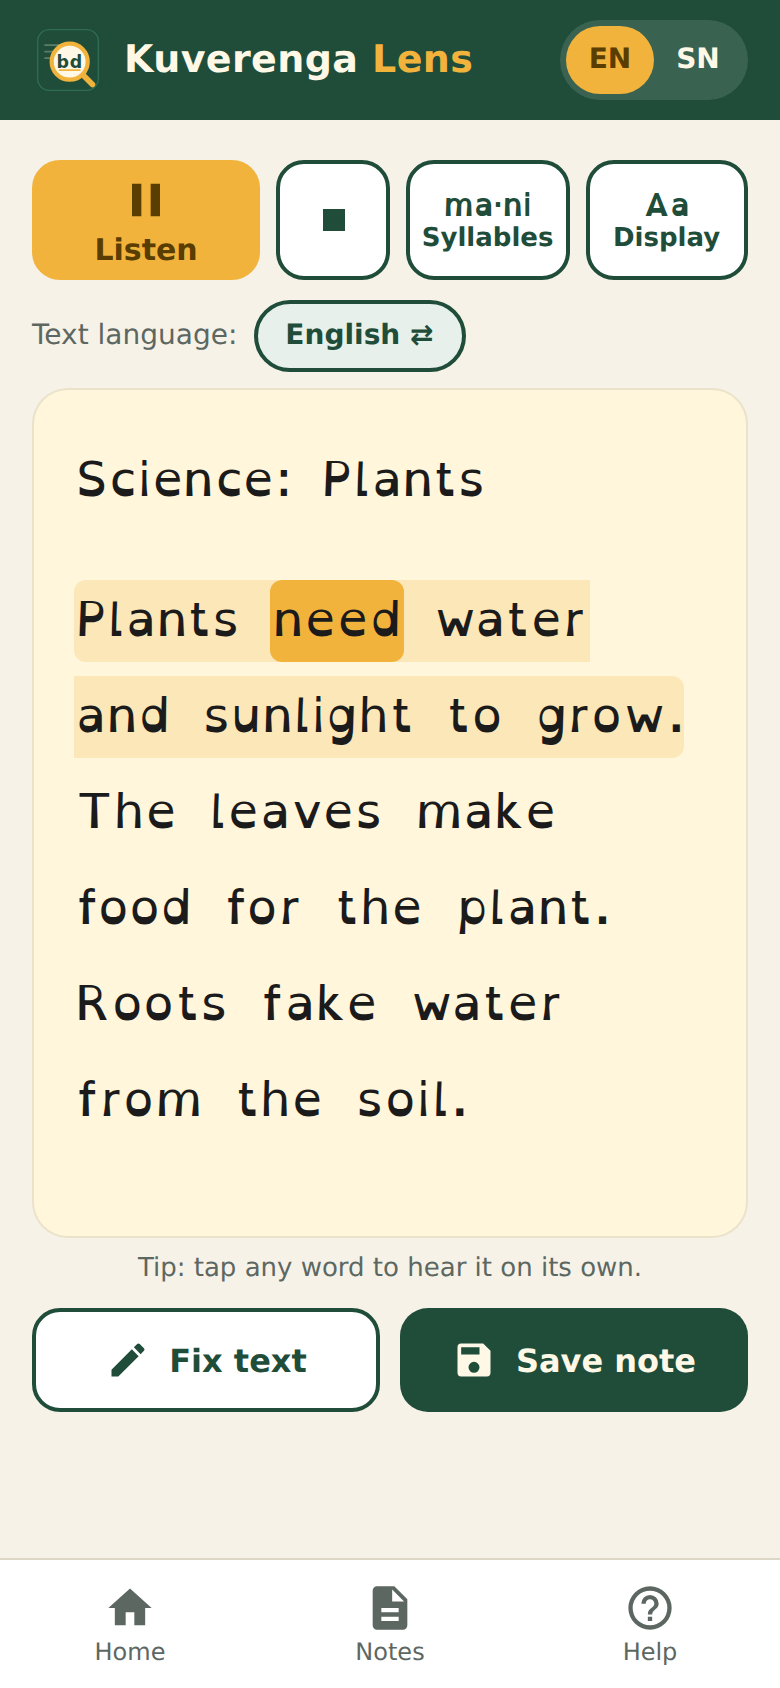 bd
Kuverenga Lens
EN SN
Listen
ma·ni
Syllables
Aa
Display
Text language: English ⇄
Science: Plants
Plants need water
and sunlight to grow.
The leaves make
food for the plant.
Roots fake water
from the soil.
Tip: tap any word to hear it on its own.
Fix text
Save note
Home
Notes
Help